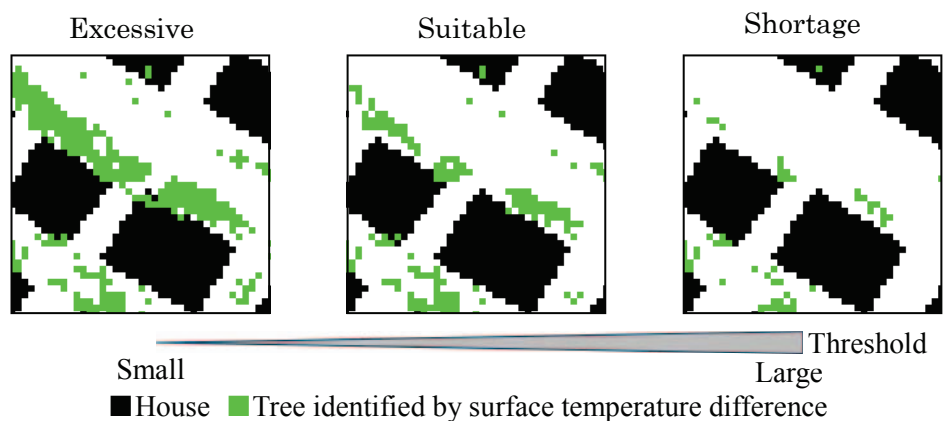 Excessive
Suitable
Shortage
Threshold
Small
Large
House
Tree identified by surface temperature difference